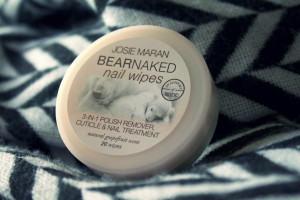 JOSIE MARAN
BEARNAKED
nail wipes
3-IN-1 POLISH REMOVER,
CUTICLE & NAIL TREATMENT
natural grapefruit scent
20 wipes